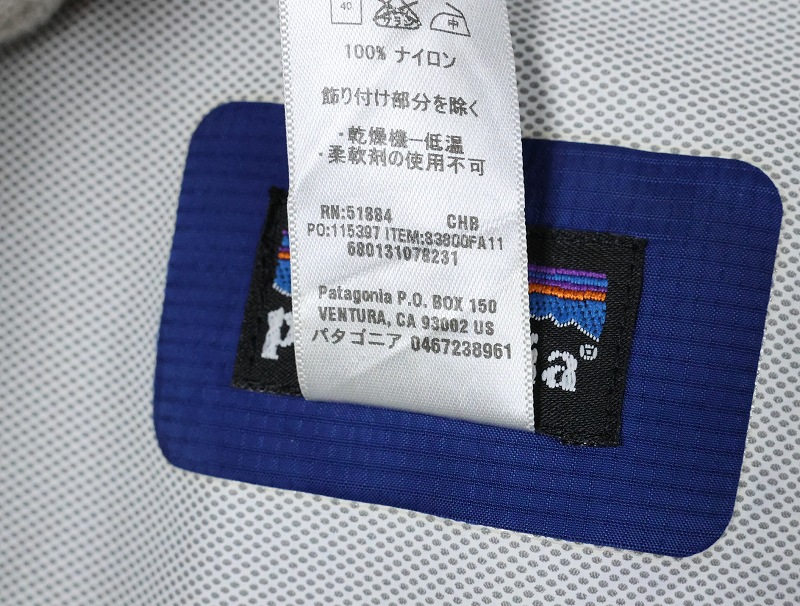 40
中
100% ナイロン
飾り付け部分を除く
・乾燥機ー低温
・柔軟剤の使用不可
RN:51884 CHB
PO:115397 ITEM:83800FA11
680131078231
Patagonia P.O. BOX 150
VENTURA, CA 93002 US
パタゴニア 0467238961
p
ia